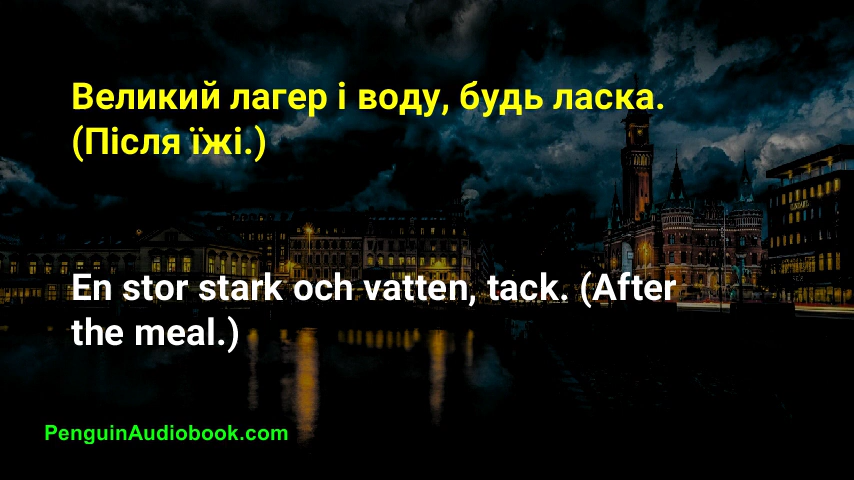 Великий лагер і воду, будь ласка.
(Після їжі.)
En stor stark och vatten, tack. (After
the meal.)
PenguinAudiobook.com